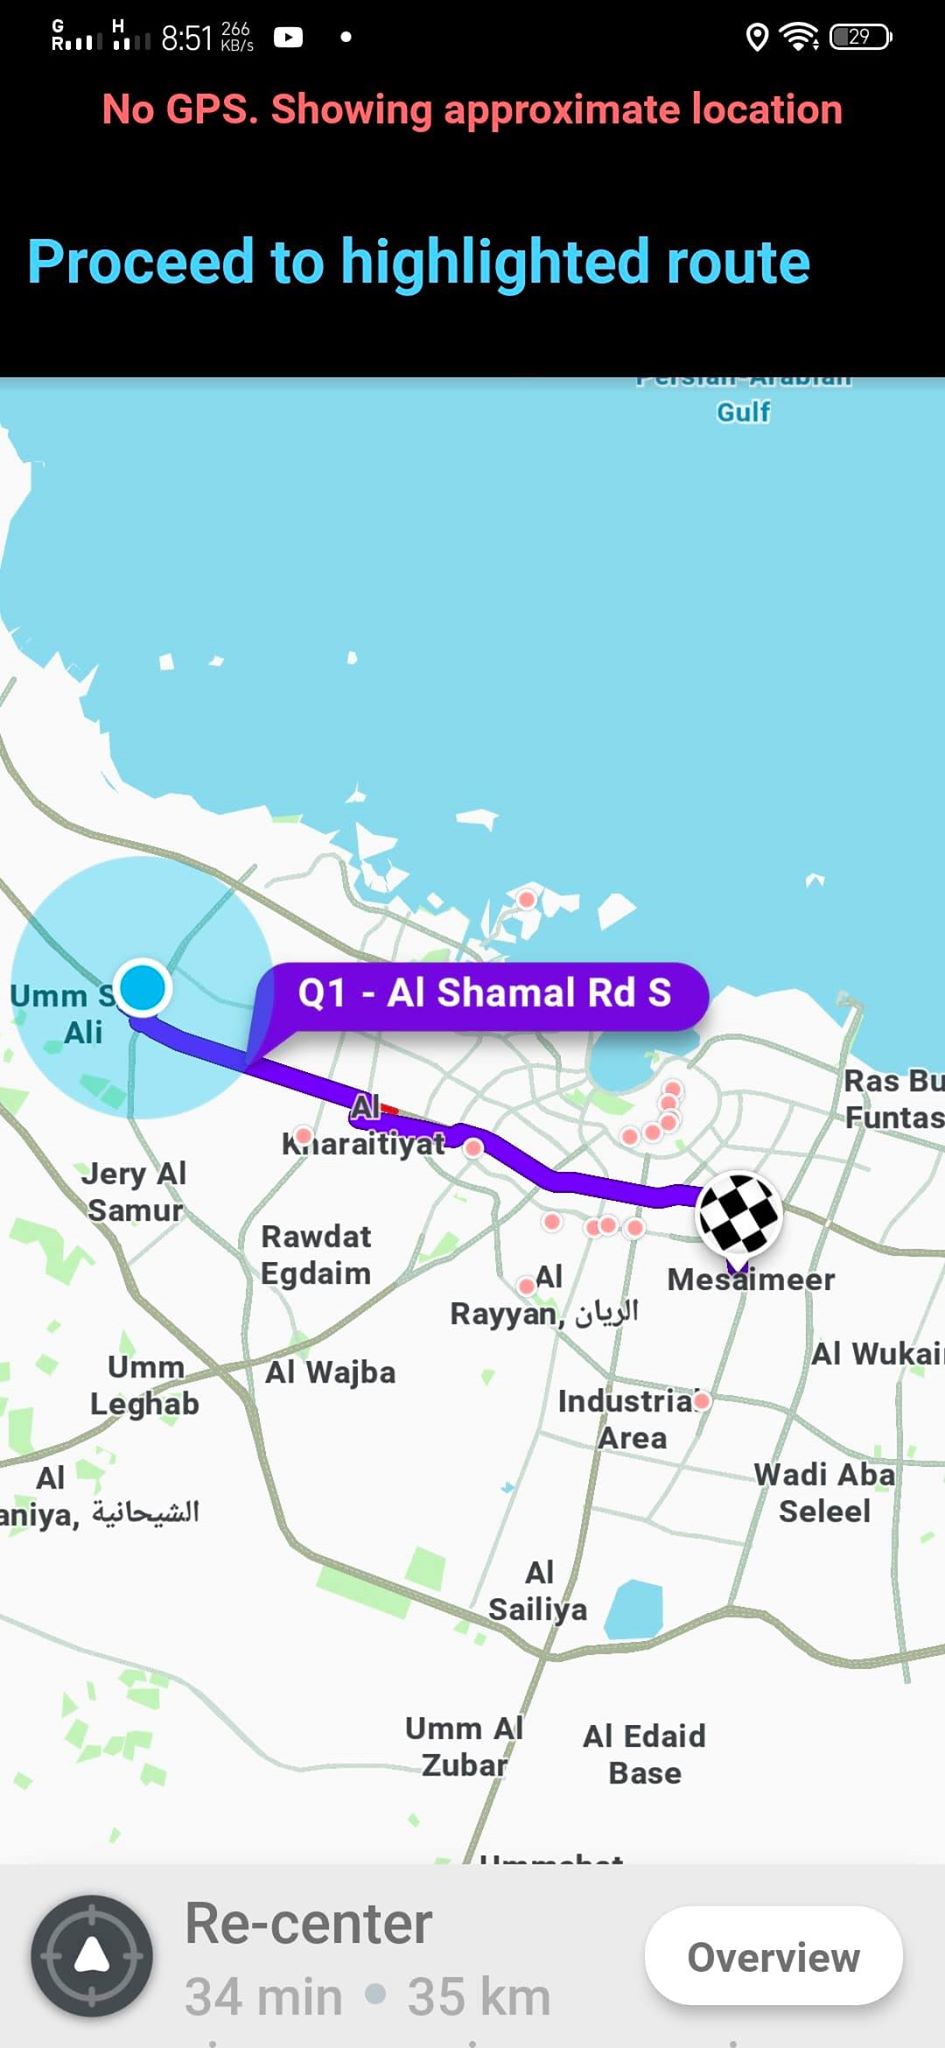 G
R
H
8:51
266
KB/s
29
No GPS. Showing approximate location
Proceed to highlighted route
Persian-Arabian
Gulf
Q1 - Al Shamal Rd S
Umm S
Ali
Ras Bu
Funtas
Al
Kharaitiyat
Jery Al
Samur
Rawdat
Egdaim
Al
Rayyan, الريان
Mesaimeer
Umm
Leghab
Al Wajba
Al Wukair
Industrial
Area
Al
aniya, الشيحانية
Wadi Aba
Seleel
Al
Sailiya
Umm Al
Zubar
Al Edaid
Base
Re-center
34 min • 35 km
Overview